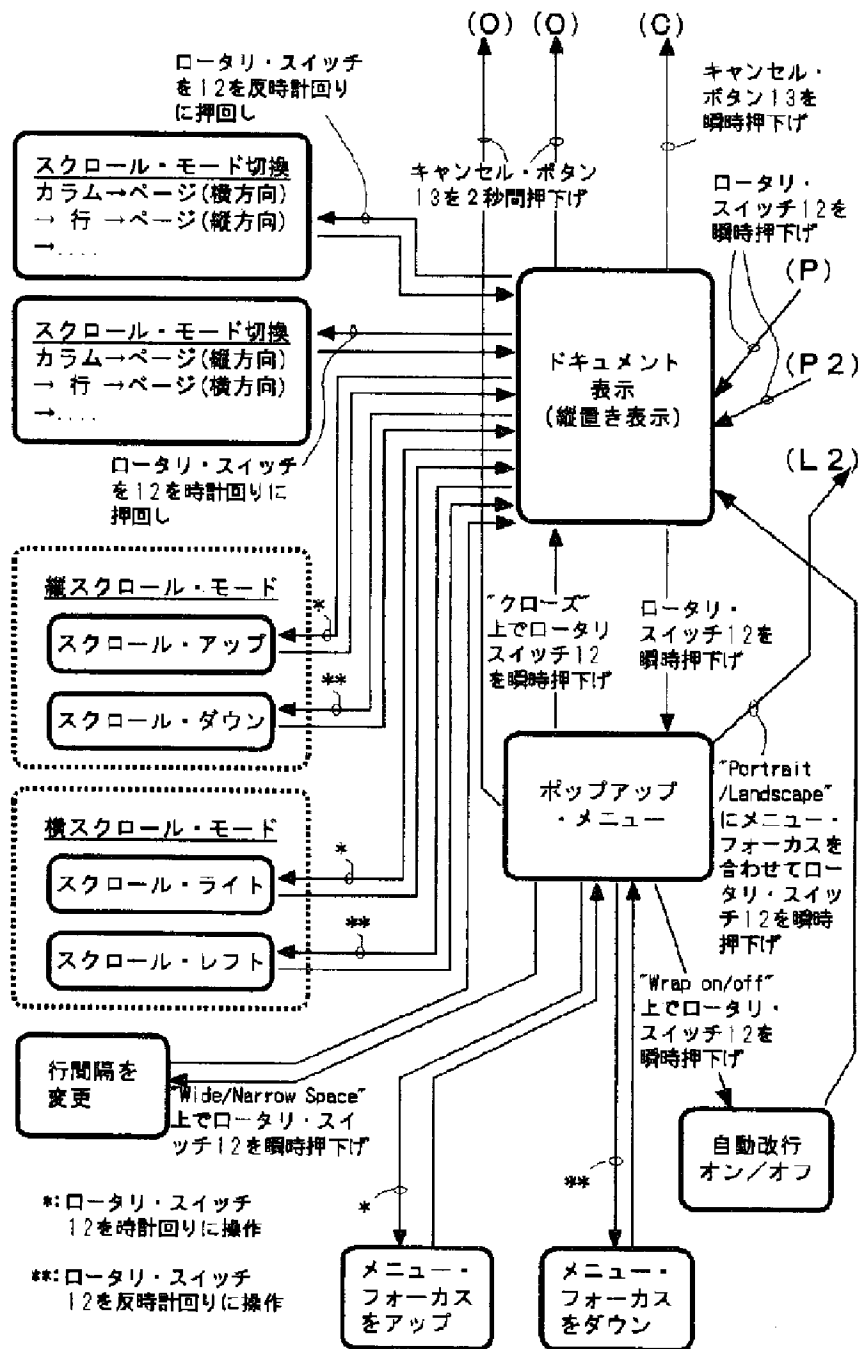 (O) (O) (C)
ロータリ・スイッチ
を12を反時計回り
に押回し
キャンセル・
ボタン13を
瞬時押下げ
スクロール・モード切換
カラム→ページ(横方向)
→ 行 →ページ(縦方向)
→....
キャンセル・ボタン
13を2秒間押下げ
ロータリ・
スイッチ12を
瞬時押下げ
(P)
スクロール・モード切換
カラム→ページ(縦方向)
→ 行 →ページ(横方向)
→....
ドキュメント
表示
(縦置き表示)
(P2)
(L2)
ロータリ・スイッチ
を12を時計回りに
押回し
縦スクロール・モード
スクロール・アップ
*
スクロール・ダウン
**
"クローズ"
上でロータリ
スイッチ12
を瞬時押下げ
ロータリ・
スイッチ12を
瞬時押下げ
ポップアップ
・メニュー
"Portrait
/Landscape"
にメニュー・
フォーカスを
合わせてロー
タリ・スイッ
チ12を瞬時
押下げ
横スクロール・モード
スクロール・ライト
*
スクロール・レフト
**
"Wrap on/off"
上でロータリ・
スイッチ12を
瞬時押下げ
行間隔を
変更
"Wide/Narrow Space"
上でロータリ・スイ
ッチ12を瞬時押下げ
自動改行
オン/オフ
*
**
*:ロータリ・スイッチ
12を時計回りに操作
**:ロータリ・スイッチ
12を反時計回りに操作
メニュー・
フォーカス
をアップ
メニュー・
フォーカス
をダウン